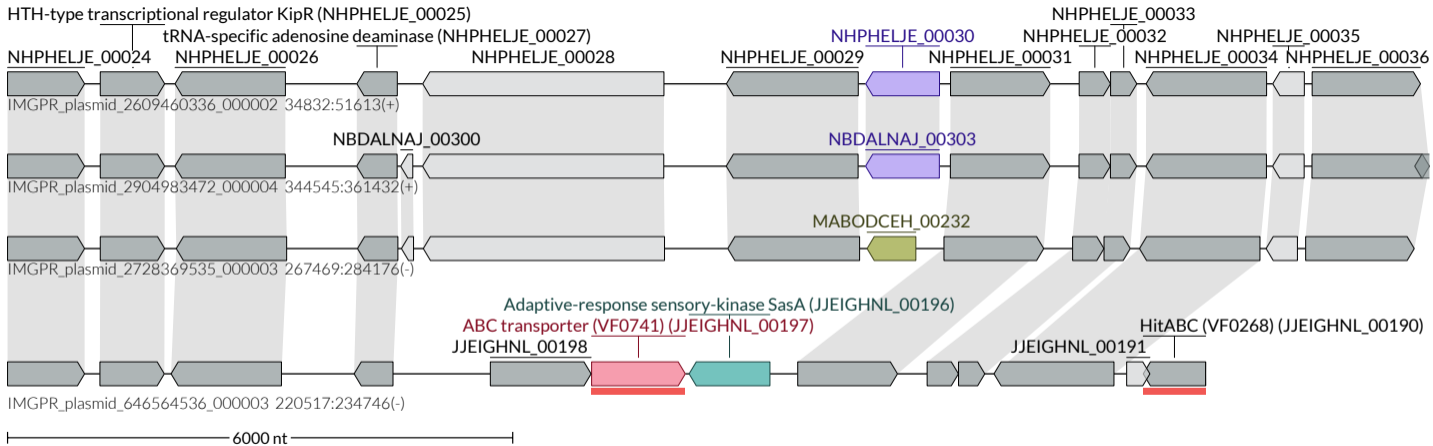 HTH-type transcriptional regulator KipR (NHPHELJE_00025)
NHPHELJE_00033
tRNA-specific adenosine deaminase (NHPHELJE_00027)
NHPHELJE_00030
NHPHELJE_00032
NHPHELJE_00035
NHPHELJE_00024
NHPHELJE_00026
NHPHELJE_00028
NHPHELJE_00029
NHPHELJE_00031
NHPHELJE_00034
NHPHELJE_00036
IMGPR_plasmid_2609460336_000002 34832:51613(+)
NBDALNAJ_00300
NBDALNAJ_00303
IMGPR_plasmid_2904983472_000004 344545:361432(+)
MABODCEH_00232
IMGPR_plasmid_2728369535_000003 267469:284176(-)
Adaptive-response sensory-kinase SasA (JJEIGHNL_00196)
ABC transporter (VF0741) (JJEIGHNL_00197)
HitABC (VF0268) (JJEIGHNL_00190)
JJEIGHNL_00198
JJEIGHNL_00191
IMGPR_plasmid_646564536_000003 220517:234746(-)
6000 nt